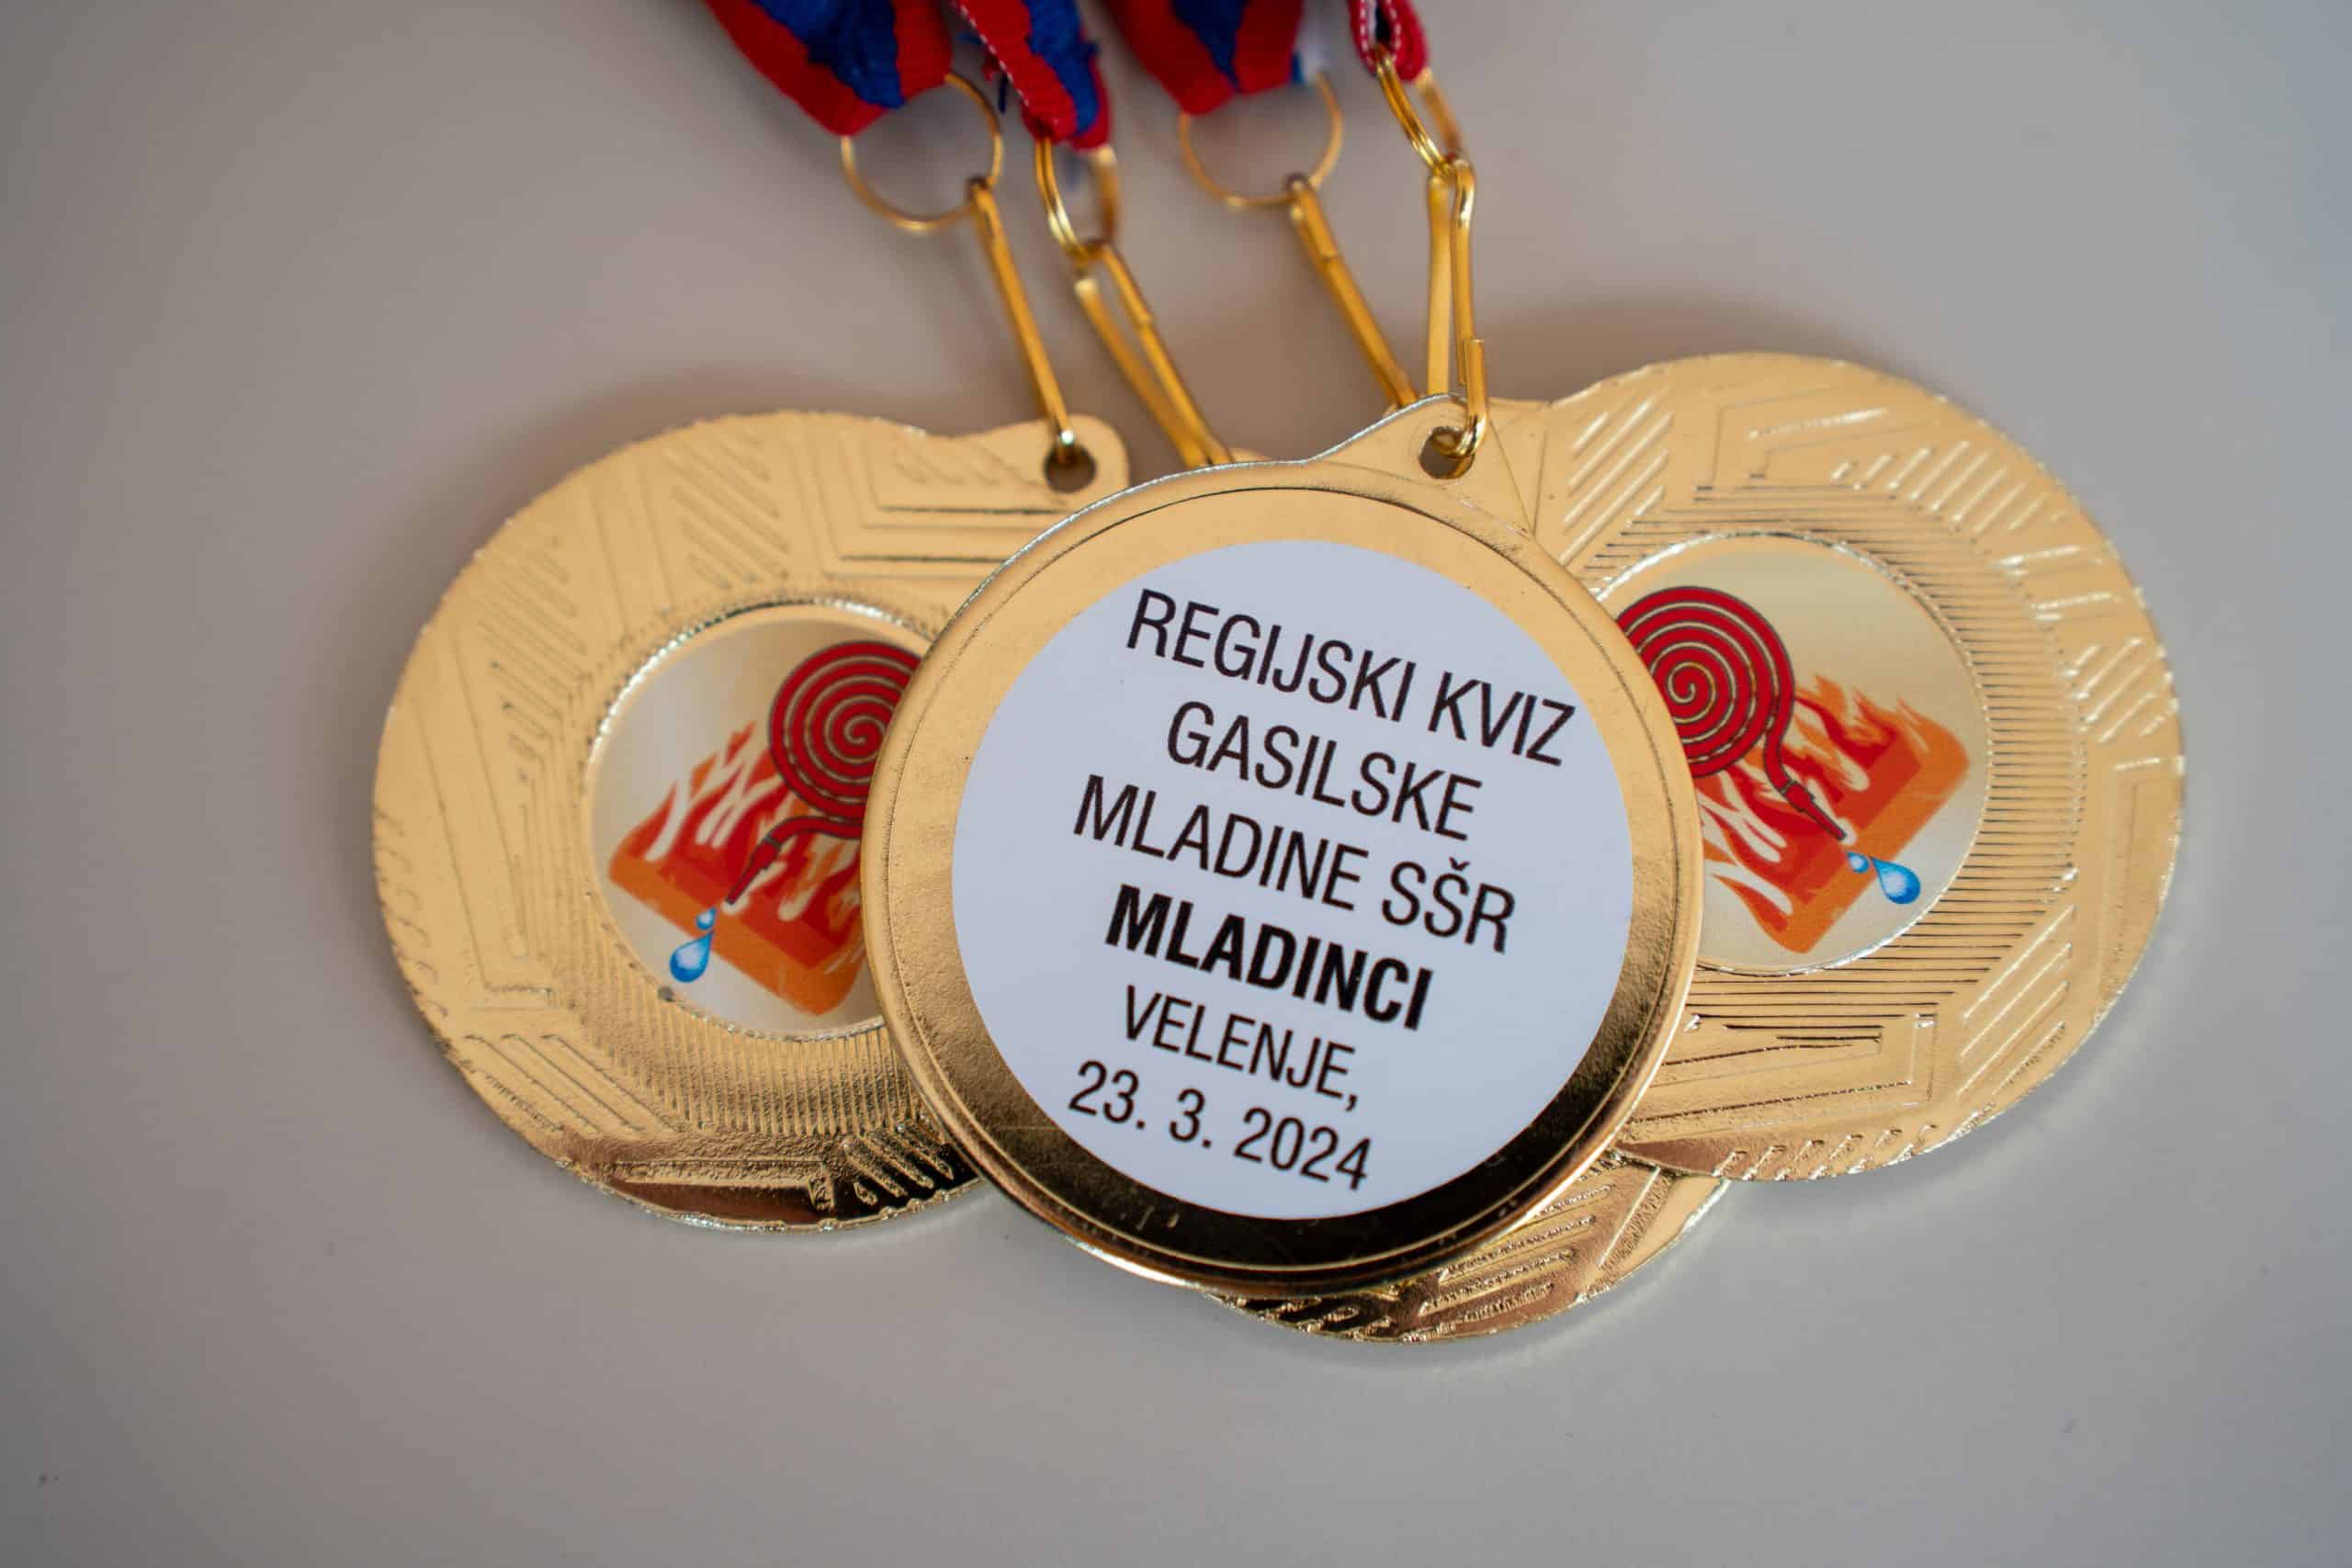 REGIJSKI KVIZ
GASILSKE
MLADINE SŠR
MLADINCI
VELENJE,
23. 3. 2024